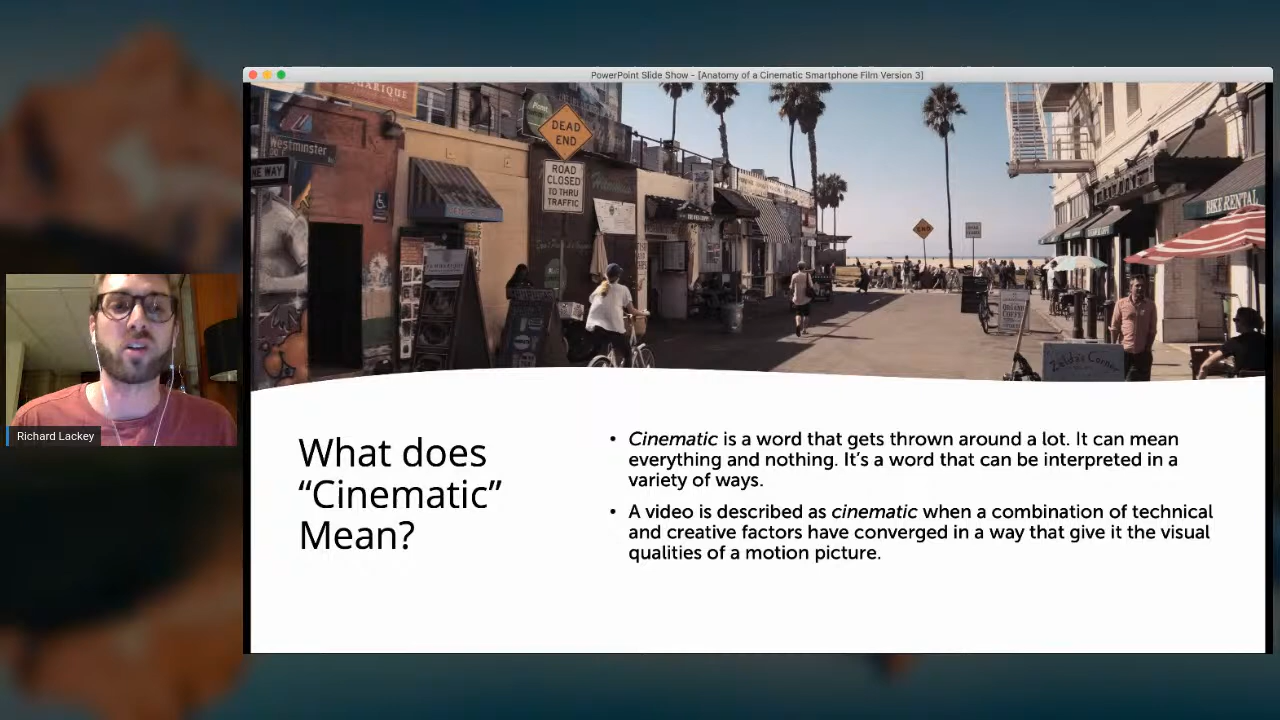 PowerPoint Slide Show - [Anatomy of a Cinematic Smartphone Film Version 3]
DEAD
END
Westminster
ROAD
CLOSED
TO THRU
TRAFFIC
END
BIKE RENTAL
Zelda's Corner
Richard Lackey
What does
“Cinematic”
Mean?
• Cinematic is a word that gets thrown around a lot. It can mean
everything and nothing. It’s a word that can be interpreted in a
variety of ways.
• A video is described as cinematic when a combination of technical
and creative factors have converged in a way that give it the visual
qualities of a motion picture.